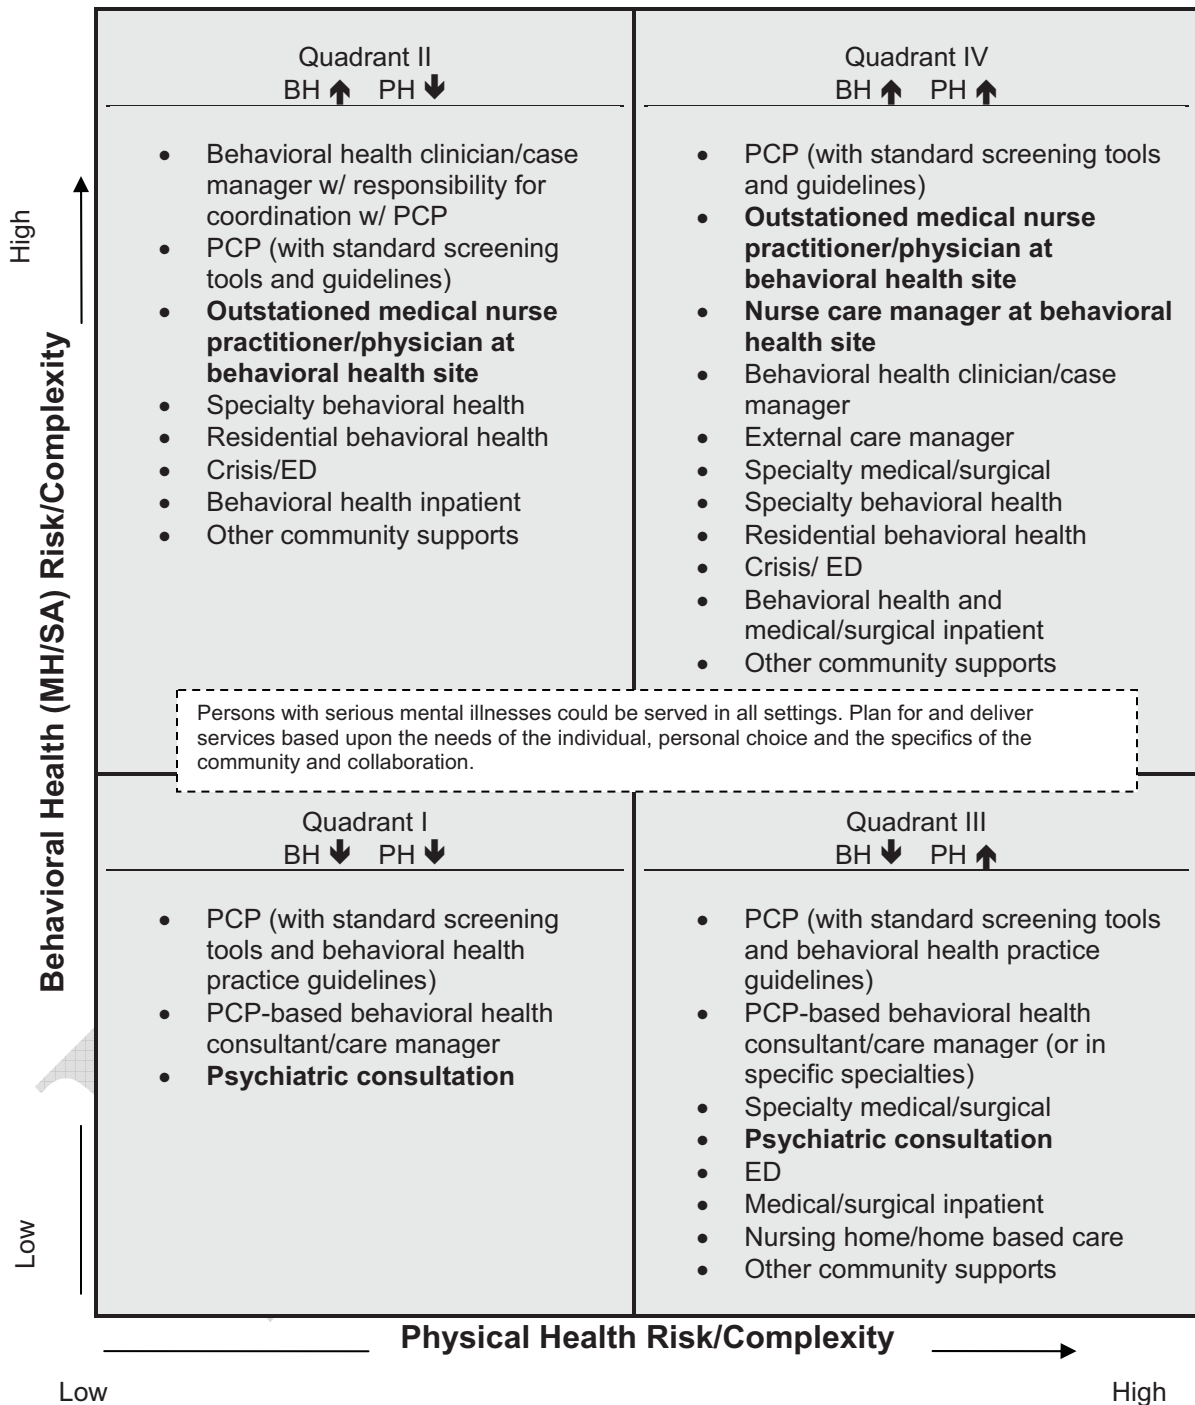 Quadrant II
BH ↑ PH ↓
• Behavioral health clinician/case
manager w/ responsibility for
coordination w/ PCP
• PCP (with standard screening
tools and guidelines)
• Outstationed medical nurse
practitioner/physician at
behavioral health site
• Specialty behavioral health
• Residential behavioral health
• Crisis/ED
• Behavioral health inpatient
• Other community supports
Quadrant IV
BH ↑ PH ↑
• PCP (with standard screening tools
and guidelines)
• Outstationed medical nurse
practitioner/physician at
behavioral health site
• Nurse care manager at behavioral
health site
• Behavioral health clinician/case
manager
• External care manager
• Specialty medical/surgical
• Specialty behavioral health
• Residential behavioral health
• Crisis/ ED
• Behavioral health and
medical/surgical inpatient
• Other community supports
Persons with serious mental illnesses could be served in all settings. Plan for and deliver
services based upon the needs of the individual, personal choice and the specifics of the
community and collaboration.
Quadrant I
BH ↓ PH ↓
• PCP (with standard screening
tools and behavioral health
practice guidelines)
• PCP-based behavioral health
consultant/care manager
• Psychiatric consultation
Quadrant III
BH ↓ PH ↑
• PCP (with standard screening tools
and behavioral health practice
guidelines)
• PCP-based behavioral health
consultant/care manager (or in
specific specialties)
• Specialty medical/surgical
• Psychiatric consultation
• ED
• Medical/surgical inpatient
• Nursing home/home based care
• Other community supports
High
Behavioral Health (MH/SA) Risk/Complexity
Low
Physical Health Risk/Complexity
Low
High